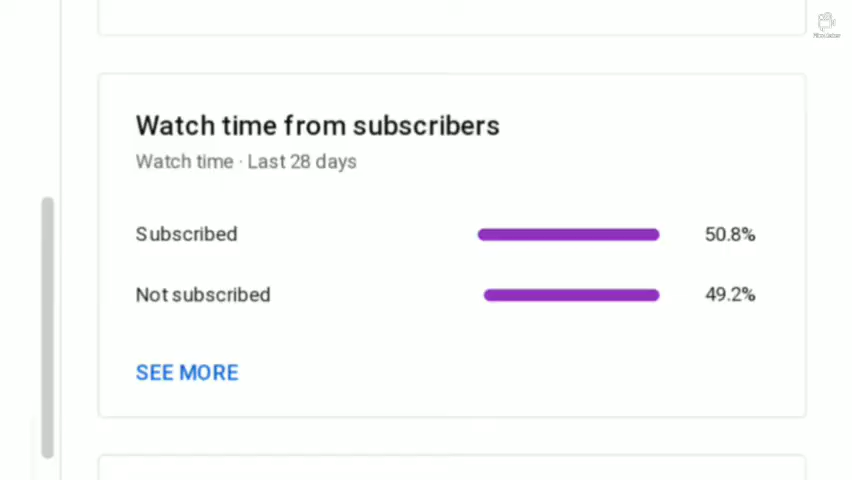 Watch time from subscribers
Watch time · Last 28 days
Subscribed 50.8%
Not subscribed 49.2%
SEE MORE